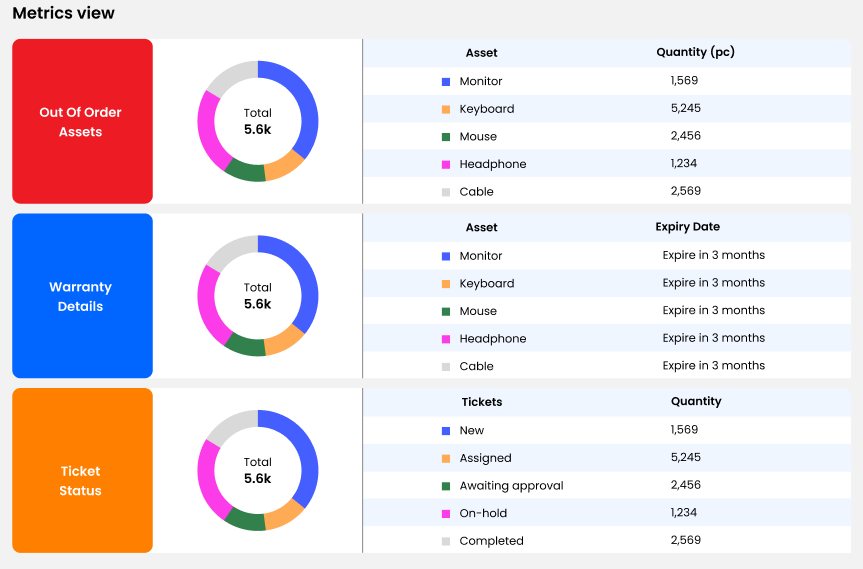 Metrics view
Out Of Order
Assets
Total
5.6k
Asset Quantity (pc)
Monitor 1,569
Keyboard 5,245
Mouse 2,456
Headphone 1,234
Cable 2,569
Warranty
Details
Total
5.6k
Asset Expiry Date
Monitor Expire in 3 months
Keyboard Expire in 3 months
Mouse Expire in 3 months
Headphone Expire in 3 months
Cable Expire in 3 months
Ticket
Status
Total
5.6k
Tickets Quantity
New 1,569
Assigned 5,245
Awaiting approval 2,456
On-hold 1,234
Completed 2,569